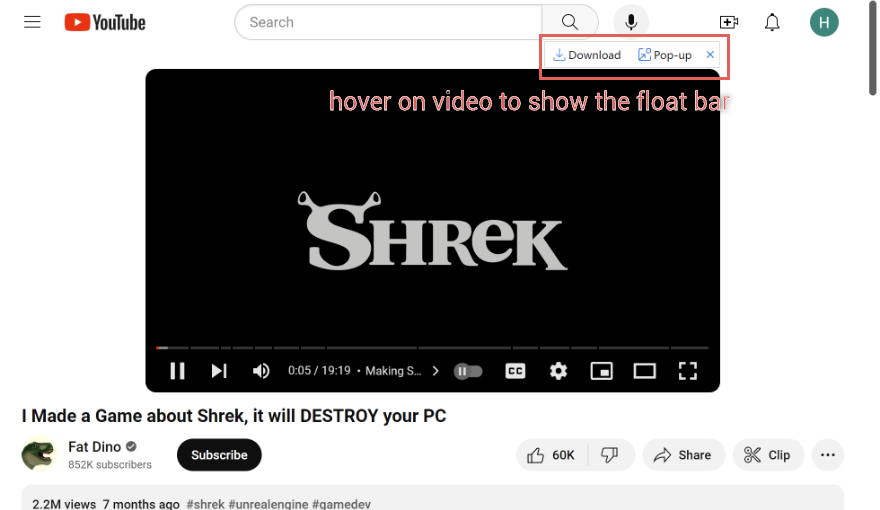 YouTube
Search
H
Download Pop-up
hover on video to show the float bar
SHREK
0:05 / 19:19 • Making S...
CC
I Made a Game about Shrek, it will DESTROY your PC
Fat Dino
852K subscribers
Subscribe
60K
Share
Clip
2.2M views 7 months ago #shrek #unrealengine #gamedev